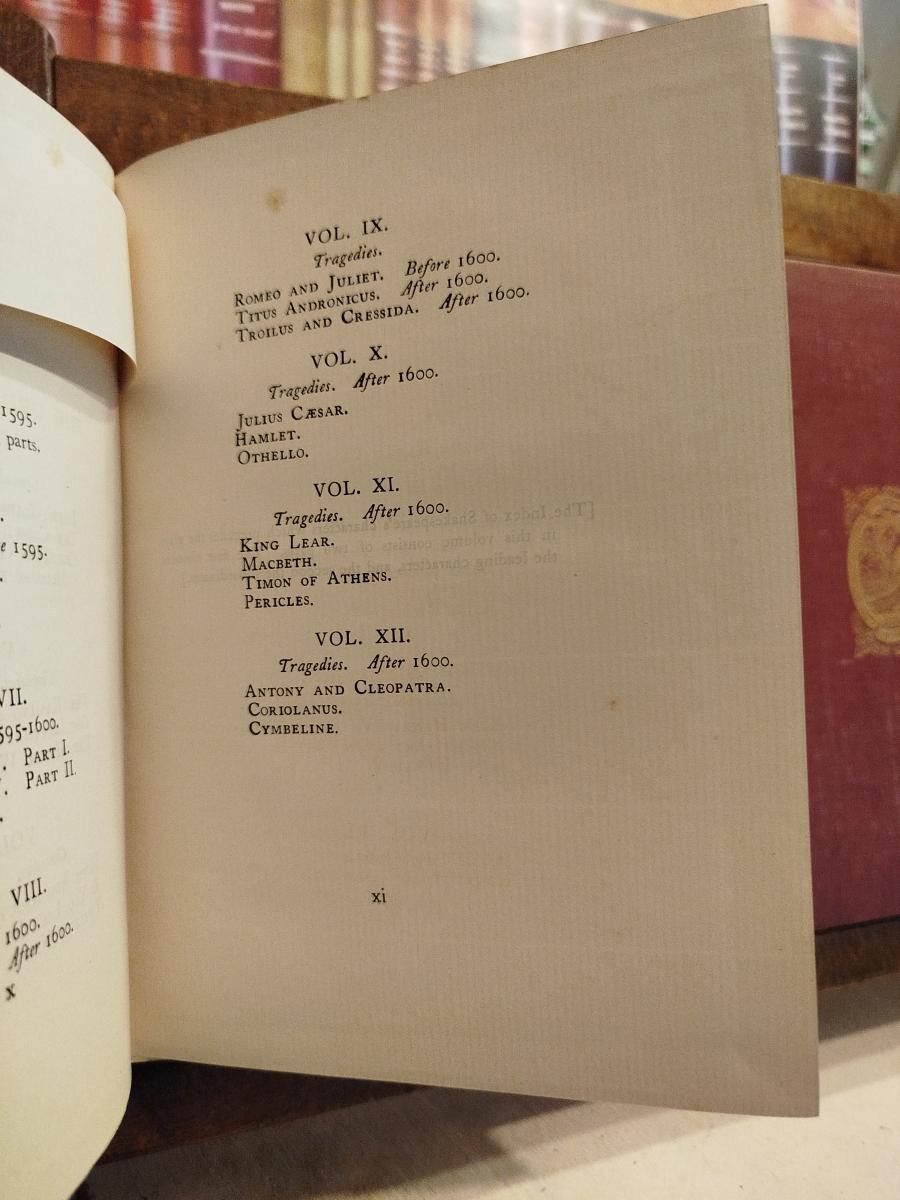 1595.
parts.
1595.
VII.
595-1600.
Part I.
Part II.
VIII.
1600.
After 1600.
x
VOL. IX.
Tragedies.
Romeo and Juliet. Before 1600.
Titus Andronicus. After 1600.
Troilus and Cressida. After 1600.
VOL. X.
Tragedies. After 1600.
Julius Cæsar.
Hamlet.
Othello.
VOL. XI.
Tragedies. After 1600.
King Lear.
Macbeth.
Timon of Athens.
Pericles.
VOL. XII.
Tragedies. After 1600.
Antony and Cleopatra.
Coriolanus.
Cymbeline.
xi